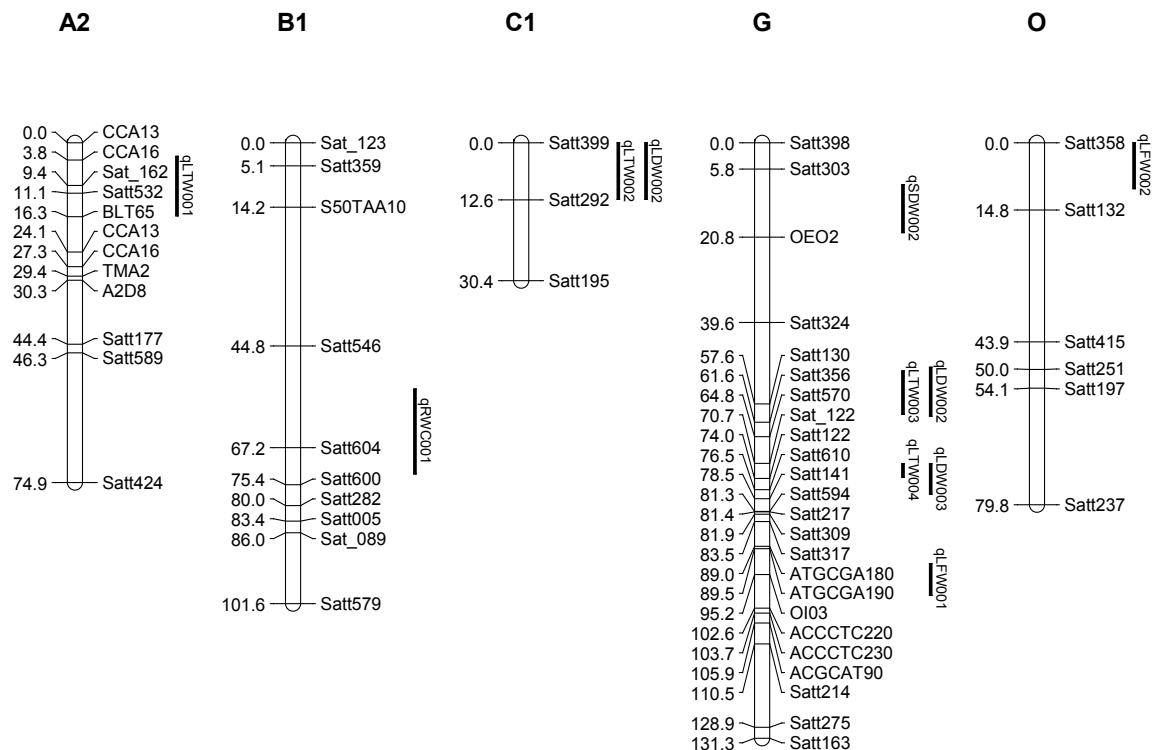 A2
B1
C1
G
O
0.0 CCA13
3.8 CCA16
9.4 Sat_162
11.1 Satt532
16.3 BLT65
24.1 CCA13
27.3 CCA16
29.4 TMA2
30.3 A2D8
44.4 Satt177
46.3 Satt589
74.9 Satt424
qLTW001
0.0 Sat_123
5.1 Satt359
14.2 S50TAA10
44.8 Satt546
67.2 Satt604
75.4 Satt600
80.0 Satt282
83.4 Satt005
86.0 Sat_089
101.6 Satt579
qRWC001
0.0 Satt399
12.6 Satt292
30.4 Satt195
qLTW002
qLDW002
0.0 Satt398
5.8 Satt303
20.8 OEO2
39.6 Satt324
57.6 Satt130
61.6 Satt356
64.8 Satt570
70.7 Sat_122
74.0 Satt122
76.5 Satt610
78.5 Satt141
81.3 Satt594
81.4 Satt217
81.9 Satt309
83.5 Satt317
89.0 ATGCGA180
89.5 ATGCGA190
95.2 OI03
102.6 ACCCTC220
103.7 ACCCTC230
105.9 ACGCAT90
110.5 Satt214
128.9 Satt275
131.3 Satt163
qSDW002
qLTW003
qLDW002
qLTW004
qLDW003
qLFW001
0.0 Satt358
14.8 Satt132
43.9 Satt415
50.0 Satt251
54.1 Satt197
79.8 Satt237
qLFW002